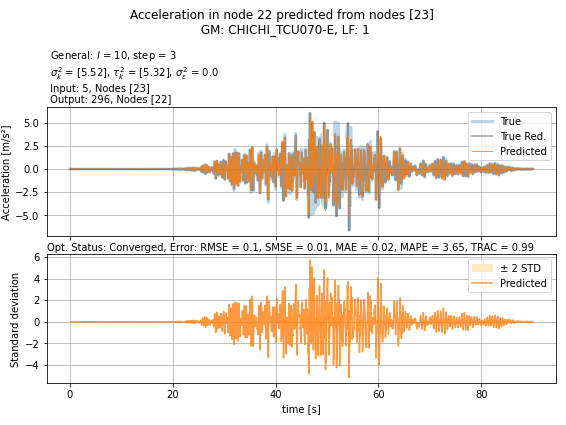 Acceleration in node 22 predicted from nodes [23]
GM: CHICHI_TCU070-E, LF: 1
General: l = 10, step = 3
σ²ₖ = [5.52], τ²ₖ = [5.32], σ²ε = 0.0
Input: 5, Nodes [23]
Output: 296, Nodes [22]
Acceleration [m/s²]
5.0
2.5
0.0
−2.5
−5.0
True
True Red.
Predicted
Opt. Status: Converged, Error: RMSE = 0.1, SMSE = 0.01, MAE = 0.02, MAPE = 3.65, TRAC = 0.99
Standard deviation
6
4
2
0
−2
−4
± 2 STD
Predicted
0 20 40 60 80
time [s]